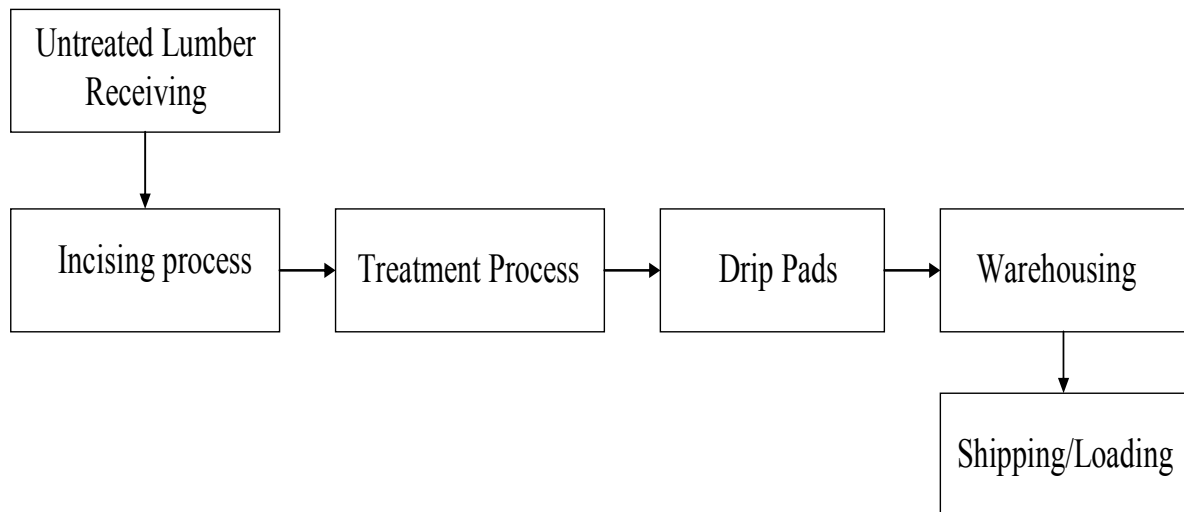 Untreated Lumber
Receiving
Incising process
Treatment Process
Drip Pads
Warehousing
Shipping/Loading